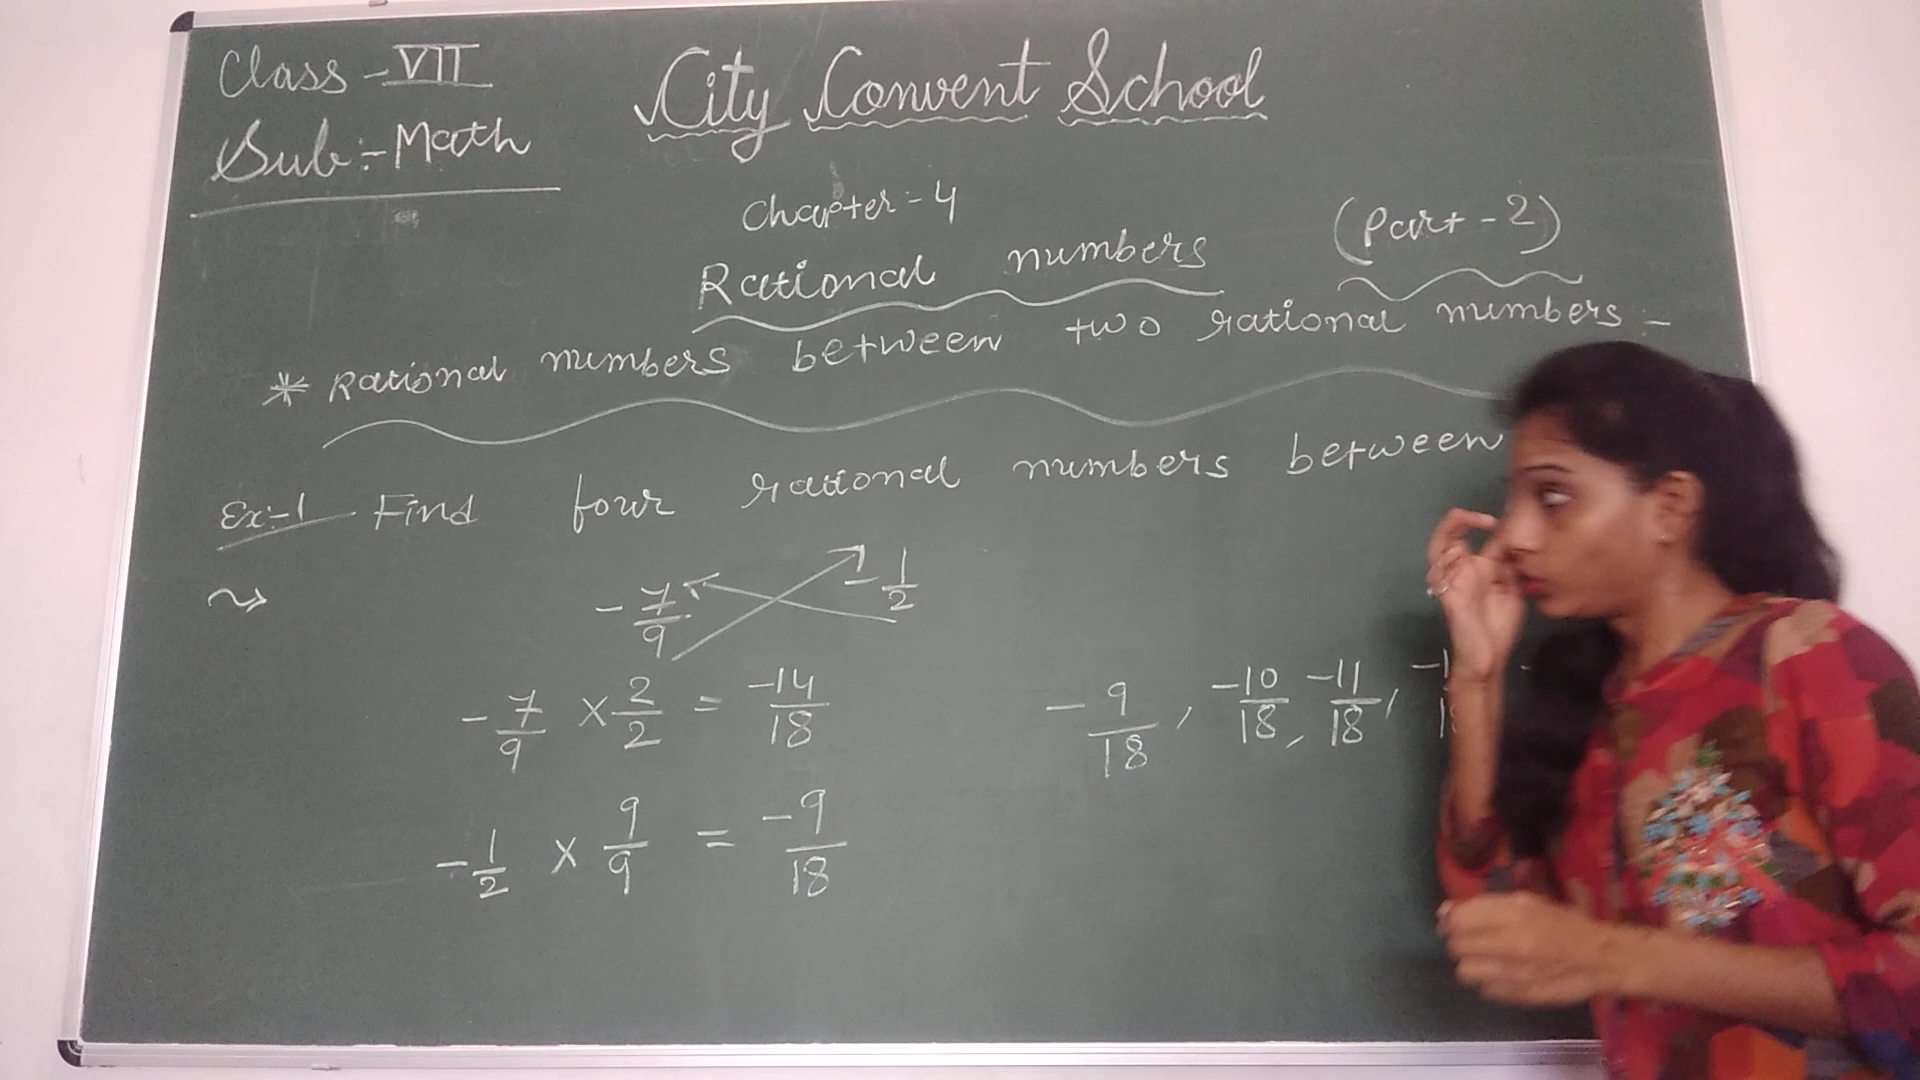 Class - VII
Sub :- Math
City Convent School
Chapter - 4
Rational numbers
(Part - 2)
* Rational numbers between two rational numbers :-
Ex:-1 Find four rational numbers between
- 7/9 - 1/2
- 7/9 × 2/2 = -14/18
- 9/18 , -10/18 , -11/18 ,
- 1/2 × 9/9 = -9/18